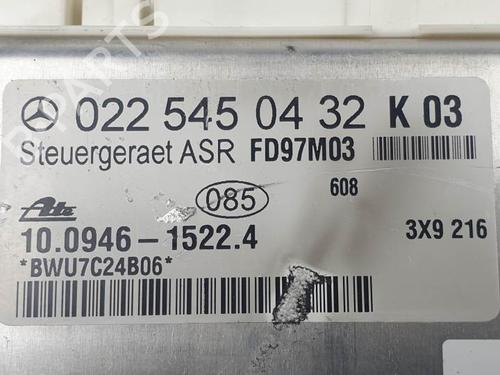 022 545 04 32 K 03
Steuergeraet ASR FD97M03
085 608
Ate
10.0946-1522.4 3X9 216
*BWU7C24B06*